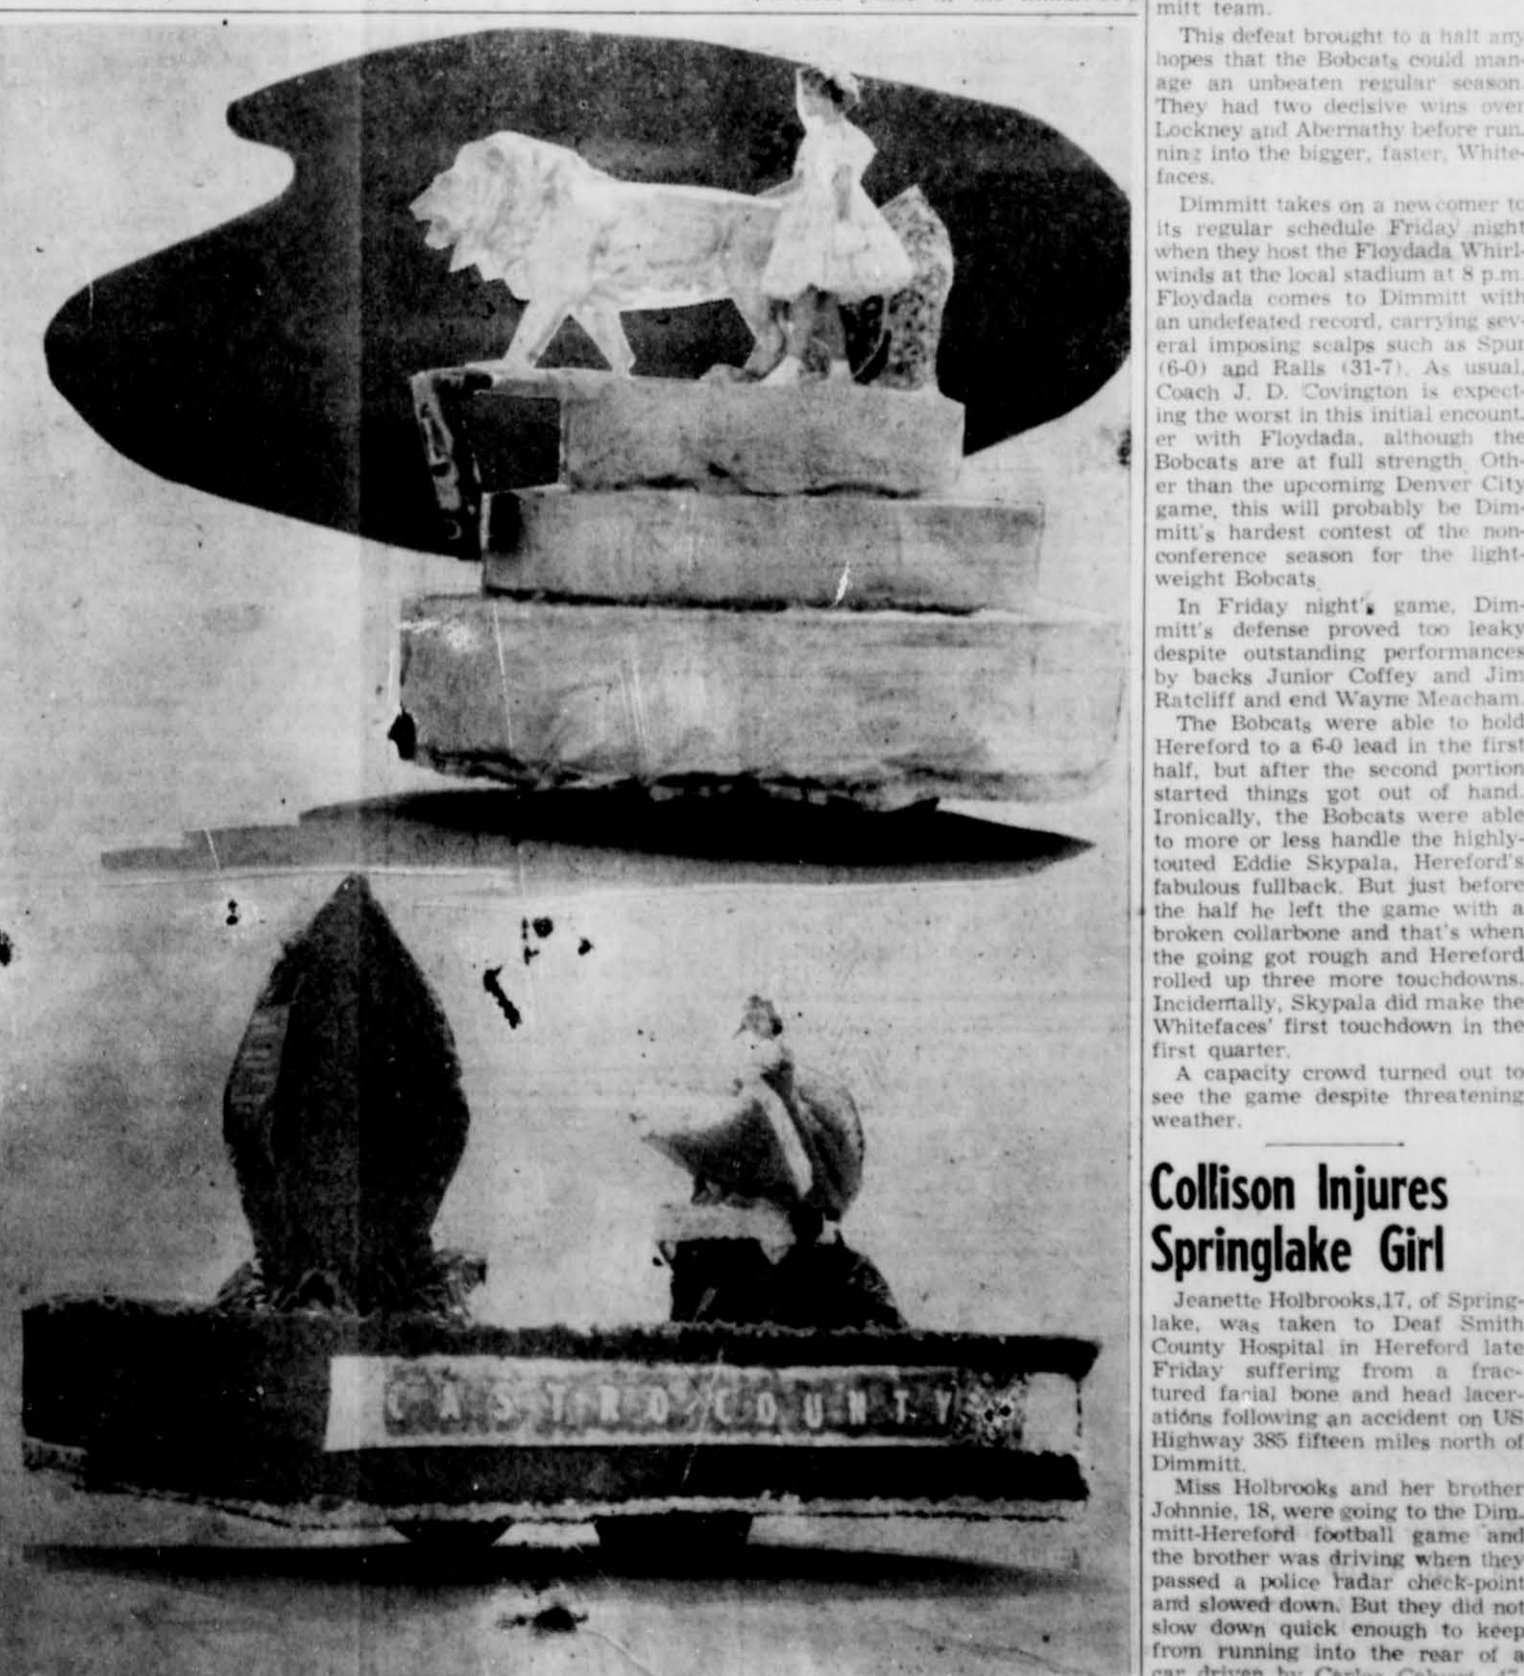 CASTRO COUNTY
mitt team.
This defeat brought to a halt any
hopes that the Bobcats could man-
age an unbeaten regular season.
They had two decisive wins over
Lockney and Abernathy before run.
ning into the bigger, faster, White-
faces.
Dimmitt takes on a newcomer to
its regular schedule Friday night
when they host the Floydada Whirl-
winds at the local stadium at 8 p.m.
Floydada comes to Dimmitt with
an undefeated record, carrying sev-
eral imposing scalps such as Spur
(6-0) and Ralls (31-7). As usual,
Coach J. D. Covington is expect-
ing the worst in this initial encount.
er with Floydada, although the
Bobcats are at full strength. Oth-
er than the upcoming Denver City
game, this will probably be Dim-
mitt's hardest contest of the non-
conference season for the light-
weight Bobcats
In Friday night's game, Dim-
mitt's defense proved too leaky
despite outstanding performances
by backs Junior Coffey and Jim
Ratcliff and end Wayne Meacham.
The Bobcats were able to hold
Hereford to a 6-0 lead in the first
half, but after the second portion
started things got out of hand.
Ironically, the Bobcats were able
to more or less handle the highly-
touted Eddie Skypala, Hereford's
fabulous fullback. But just before
the half he left the game with a
broken collarbone and that's when
the going got rough and Hereford
rolled up three more touchdowns.
Incidentally, Skypala did make the
Whitefaces' first touchdown in the
first quarter.
A capacity crowd turned out to
see the game despite threatening
weather.
Collison Injures
Springlake Girl
Jeanette Holbrooks,17, of Spring-
lake, was taken to Deaf Smith
County Hospital in Hereford late
Friday suffering from a frac-
tured facial bone and head lacer-
ations following an accident on US
Highway 385 fifteen miles north of
Dimmitt.
Miss Holbrooks and her brother
Johnnie, 18, were going to the Dim-
mitt-Hereford football game and
the brother was driving when they
passed a police radar check-point
and slowed down. But they did not
slow down quick enough to keep
from running into the rear of a
car driven by